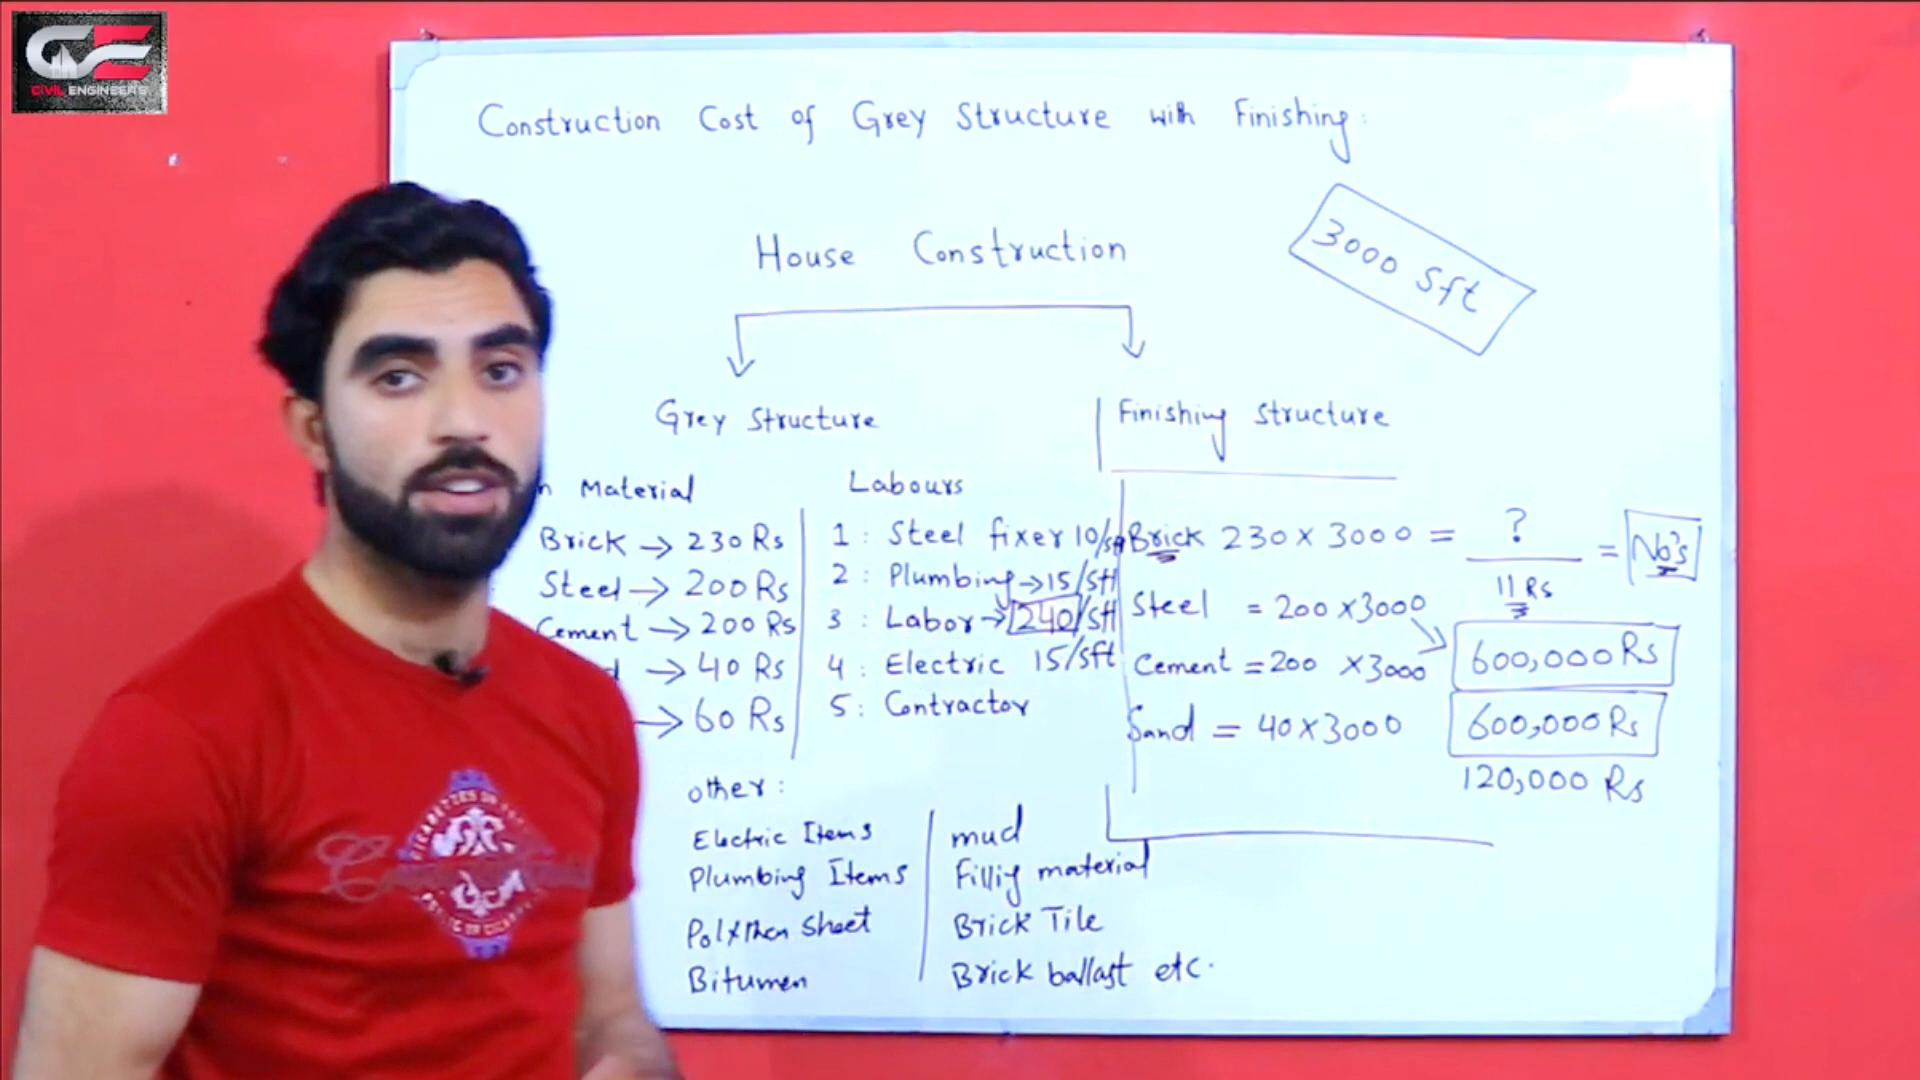 CE
CIVIL ENGINEERS
Construction Cost of Grey Structure with Finishing:
3000 Sft
House Construction
Grey Structure
Finishing Structure
Material
Brick → 230 Rs
Steel → 200 Rs
Cement → 200 Rs
→ 40 Rs
→ 60 Rs
Labours
1 : Steel fixer 10/sft
2 : Plumbing → 15/sft
3 : Labor → 240/sft
4 : Electric 15/sft
5 : Contractor
Brick 230 × 3000 = ? / 11 Rs = No's
Steel = 200 × 3000
600,000 Rs
Cement = 200 × 3000
600,000 Rs
Sand = 40 × 3000
120,000 Rs
other :
Electric Items
Plumbing Items
Polythen Sheet
Bitumen
mud
Fillig material
Brick Tile
Brick ballast etc.